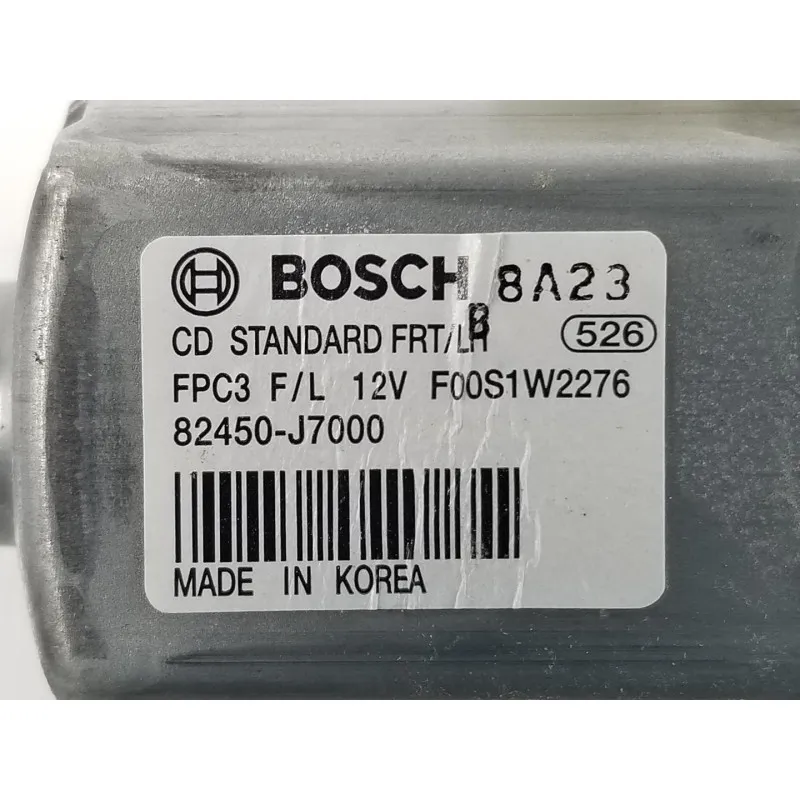 BOSCH 8A23
B
CD STANDARD FRT/LH 526
FPC3 F/L 12V F00S1W2276
82450-J7000
MADE IN KOREA